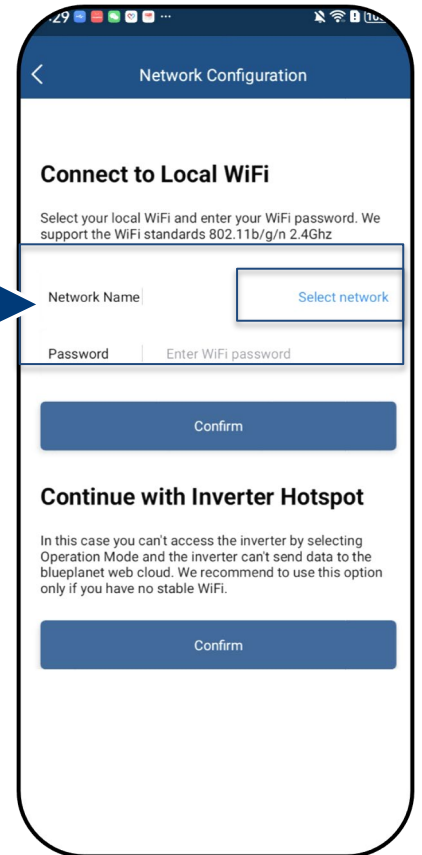 Network Configuration
Connect to Local WiFi
Select your local WiFi and enter your WiFi password. We
support the WiFi standards 802.11b/g/n 2.4Ghz
Network Name
Select network
Password
Enter WiFi password
Confirm
Continue with Inverter Hotspot
In this case you can't access the inverter by selecting
Operation Mode and the inverter can't send data to the
blueplanet web cloud. We recommend to use this option
only if you have no stable WiFi.
Confirm